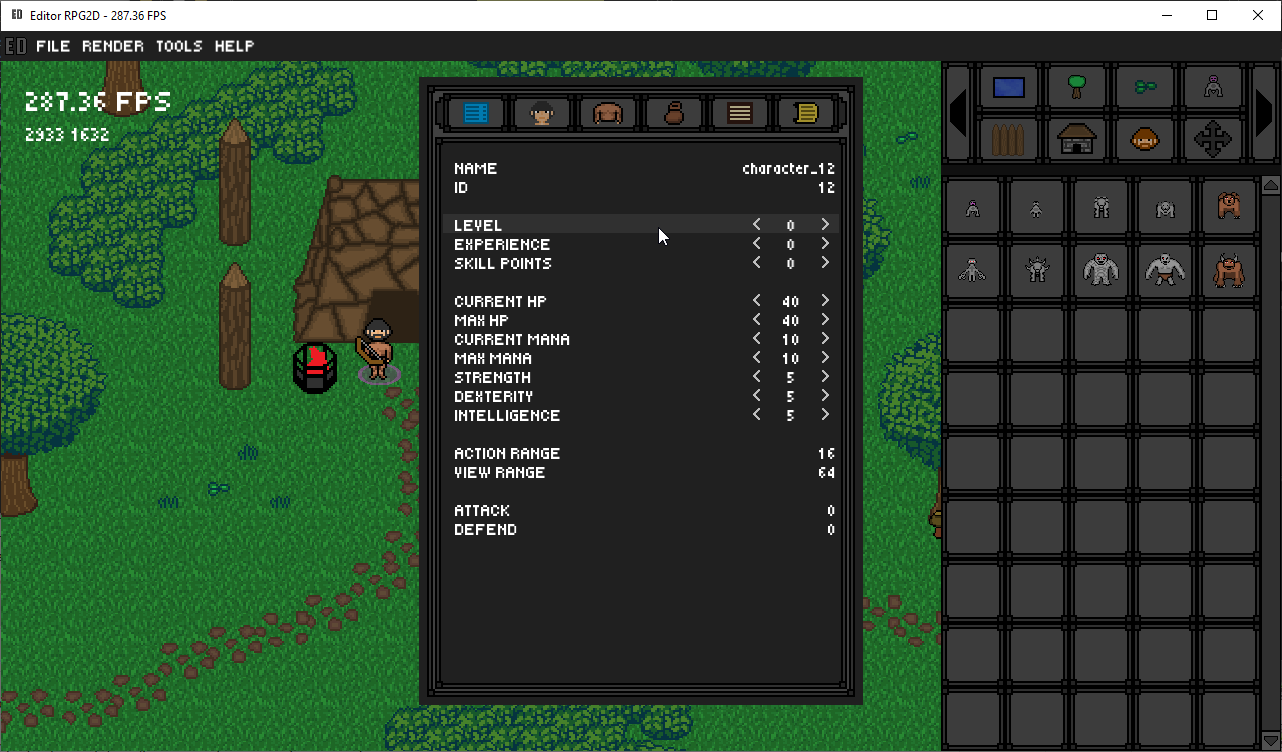 ED Editor RPG2D - 287.36 FPS
ED FILE RENDER TOOLS HELP
287.36 FPS
2933 1632
NAME character_12
ID 12
LEVEL < 0 >
EXPERIENCE < 0 >
SKILL POINTS < 0 >
CURRENT HP < 40 >
MAX HP < 40 >
CURRENT MANA < 10 >
MAX MANA < 10 >
STRENGTH < 5 >
DEXTERITY < 5 >
INTELLIGENCE < 5 >
ACTION RANGE 16
VIEW RANGE 64
ATTACK 0
DEFEND 0